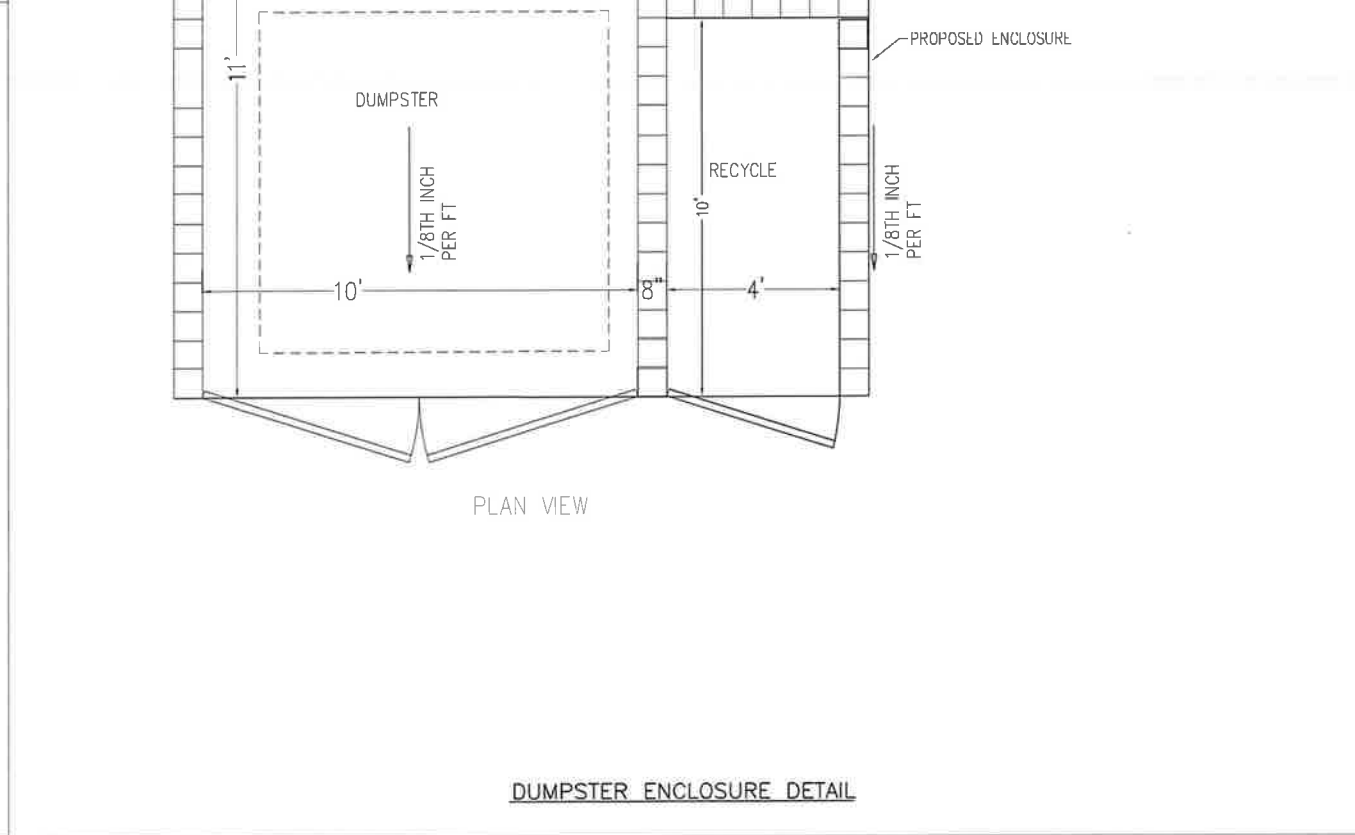 PROPOSED ENCLOSURE
11'
DUMPSTER
RECYCLE
1/8TH INCH
PER FT
10"
1/8TH INCH
PER FT
10'
8"
4'
PLAN VIEW
DUMPSTER ENCLOSURE DETAIL